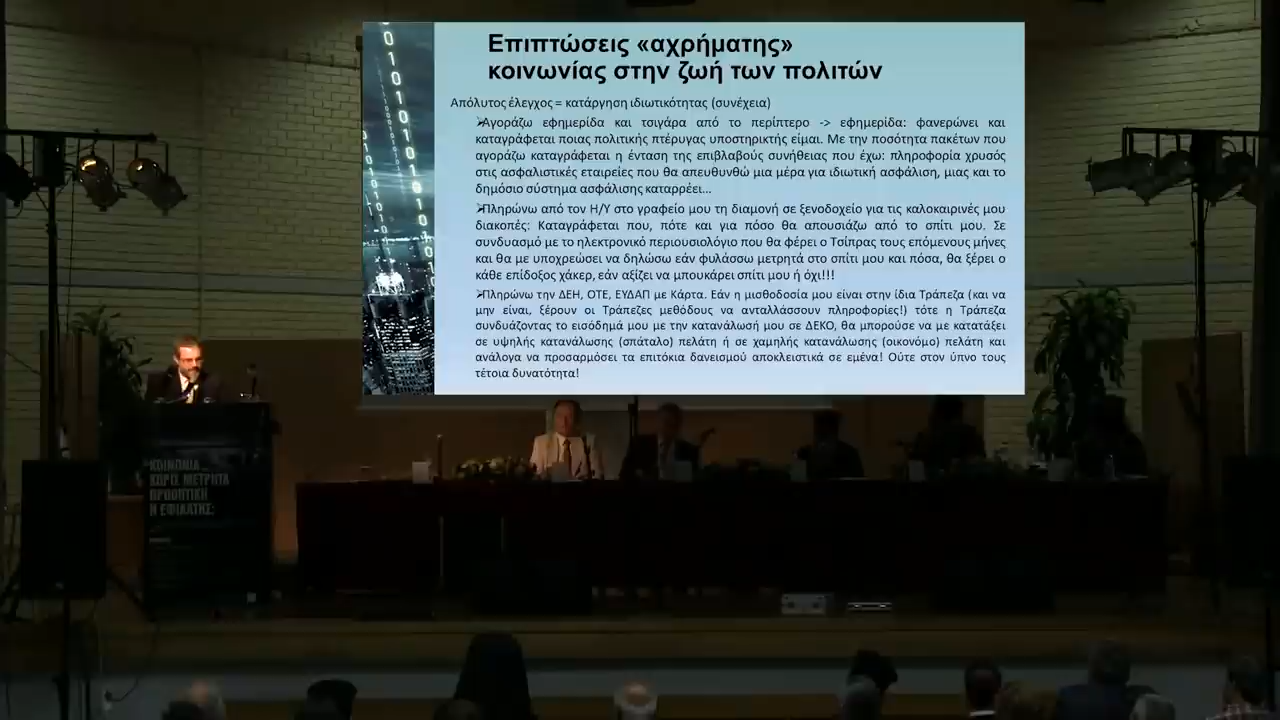 Επιπτώσεις «αχρήματης»
κοινωνίας στην ζωή των πολιτών
Απόλυτος έλεγχος = κατάργηση ιδιωτικότητας (συνέχεια)
➢Αγοράζω εφημερίδα και τσιγάρα από το περίπτερο -> εφημερίδα: φανερώνει και
καταγράφεται ποιας πολιτικής πτέρυγας υποστηρικτής είμαι. Με την ποσότητα πακέτων που
αγοράζω καταγράφεται η ένταση της επιβλαβούς συνήθειας που έχω: πληροφορία χρυσός
στις ασφαλιστικές εταιρείες που θα απευθυνθώ μια μέρα για ιδιωτική ασφάλιση, μιας και το
δημόσιο σύστημα ασφάλισης καταρρέει...
➢Πληρώνω από τον Η/Υ στο γραφείο μου τη διαμονή σε ξενοδοχείο για τις καλοκαιρινές μου
διακοπές: Καταγράφεται που, πότε και για πόσο θα απουσιάζω από το σπίτι μου. Σε
συνδυασμό με το ηλεκτρονικό περιουσιολόγιο που θα φέρει ο Τσίπρας τους επόμενους μήνες
και θα με υποχρεώσει να δηλώσω εάν φυλάσσω μετρητά στο σπίτι μου και πόσα, θα ξέρει ο
κάθε επίδοξος χάκερ, εάν αξίζει να μπουκάρει σπίτι μου ή όχι!!!
➢Πληρώνω την ΔΕΗ, ΟΤΕ, ΕΥΔΑΠ με Κάρτα. Εάν η μισθοδοσία μου είναι στην ίδια Τράπεζα (και να
μην είναι, ξέρουν οι Τράπεζες μεθόδους να ανταλλάσσουν πληροφορίες!) τότε η Τράπεζα
συνδυάζοντας το εισόδημά μου με την κατανάλωσή μου σε ΔΕΚΟ, θα μπορούσε να με κατατάξει
σε υψηλής κατανάλωσης (σπάταλο) πελάτη ή σε χαμηλής κατανάλωσης (οικονόμο) πελάτη και
ανάλογα να προσαρμόσει τα επιτόκια δανεισμού αποκλειστικά σε εμένα! Ούτε στον ύπνο τους
τέτοια δυνατότητα!
ΚΟΙΝΩΝΙΑ
ΧΩΡΙΣ ΜΕΤΡΗΤΑ
ΠΡΟΟΠΤΙΚΗ
Η ΕΦΙΑΛΤΗΣ;